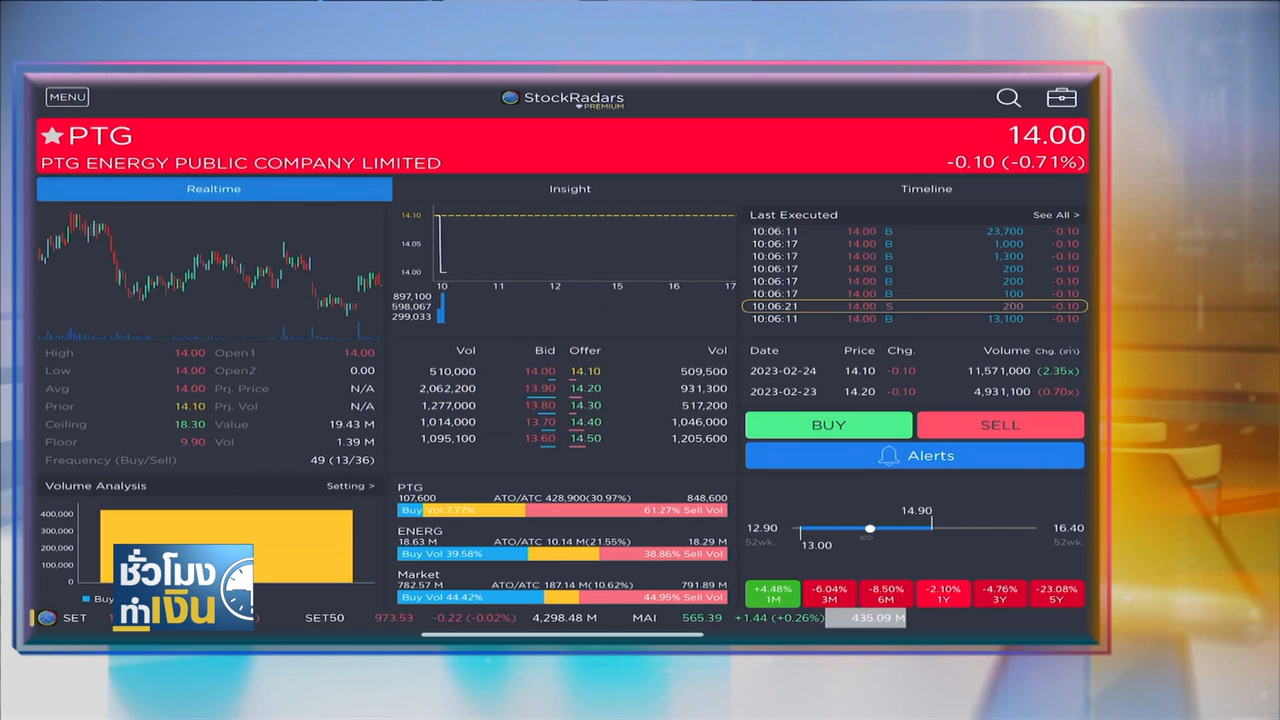 MENU
StockRadars
PREMIUM
PTG
14.00
PTG ENERGY PUBLIC COMPANY LIMITED
-0.10 (-0.71%)
Realtime
Insight
Timeline
14.10
14.05
14.00
10 11 12 15 16 17
897,100
598,067
299,033
Last Executed See All >
10:06:11 14.00 B 23,700 -0.10
10:06:17 14.00 B 1,000 -0.10
10:06:17 14.00 B 1,300 -0.10
10:06:17 14.00 B 200 -0.10
10:06:17 14.00 B 200 -0.10
10:06:17 14.00 B 100 -0.10
10:06:21 14.00 S 200 -0.10
10:06:11 14.00 B 13,100 -0.10
High 14.00 Open1 14.00
Low 14.00 Open2 0.00
Avg 14.00 Prj. Price N/A
Prior 14.10 Prj. Vol N/A
Ceiling 18.30 Value 19.43 M
Floor 9.90 Vol 1.39 M
Frequency (Buy/Sell) 49 (13/36)
Vol Bid Offer Vol
510,000 14.00 14.10 509,500
2,062,200 13.90 14.20 931,300
1,277,000 13.80 14.30 517,200
1,014,000 13.70 14.40 1,046,000
1,095,100 13.60 14.50 1,205,600
Date Price Chg. Volume Chg. (เท่า)
2023-02-24 14.10 -0.10 11,571,000 (2.35x)
2023-02-23 14.20 -0.10 4,931,100 (0.70x)
BUY SELL
Alerts
Volume Analysis Setting >
400,000
300,000
200,000
100,000
0
Buy
PTG
107,600 ATO/ATC 428,900(30.97%) 848,600
Buy Vol 7.77% 61.27% Sell Vol
ENERG
18.63 M ATO/ATC 10.14 M(21.55%) 18.29 M
Buy Vol 39.58% 38.86% Sell Vol
Market
782.57 M ATO/ATC 187.14 M(10.62%) 791.89 M
Buy Vol 44.42% 44.95% Sell Vol
14.90
12.90 16.40
52wk. 30D 52wk.
13.00
+4.48% -6.04% -8.50% -2.10% -4.76% -23.08%
1M 3M 6M 1Y 3Y 5Y
ชั่วโมง
ทำเงิน
SET SET50 973.53 -0.22 (-0.02%) 4,298.48 M MAI 565.39 +1.44 (+0.26%) 435.09 M